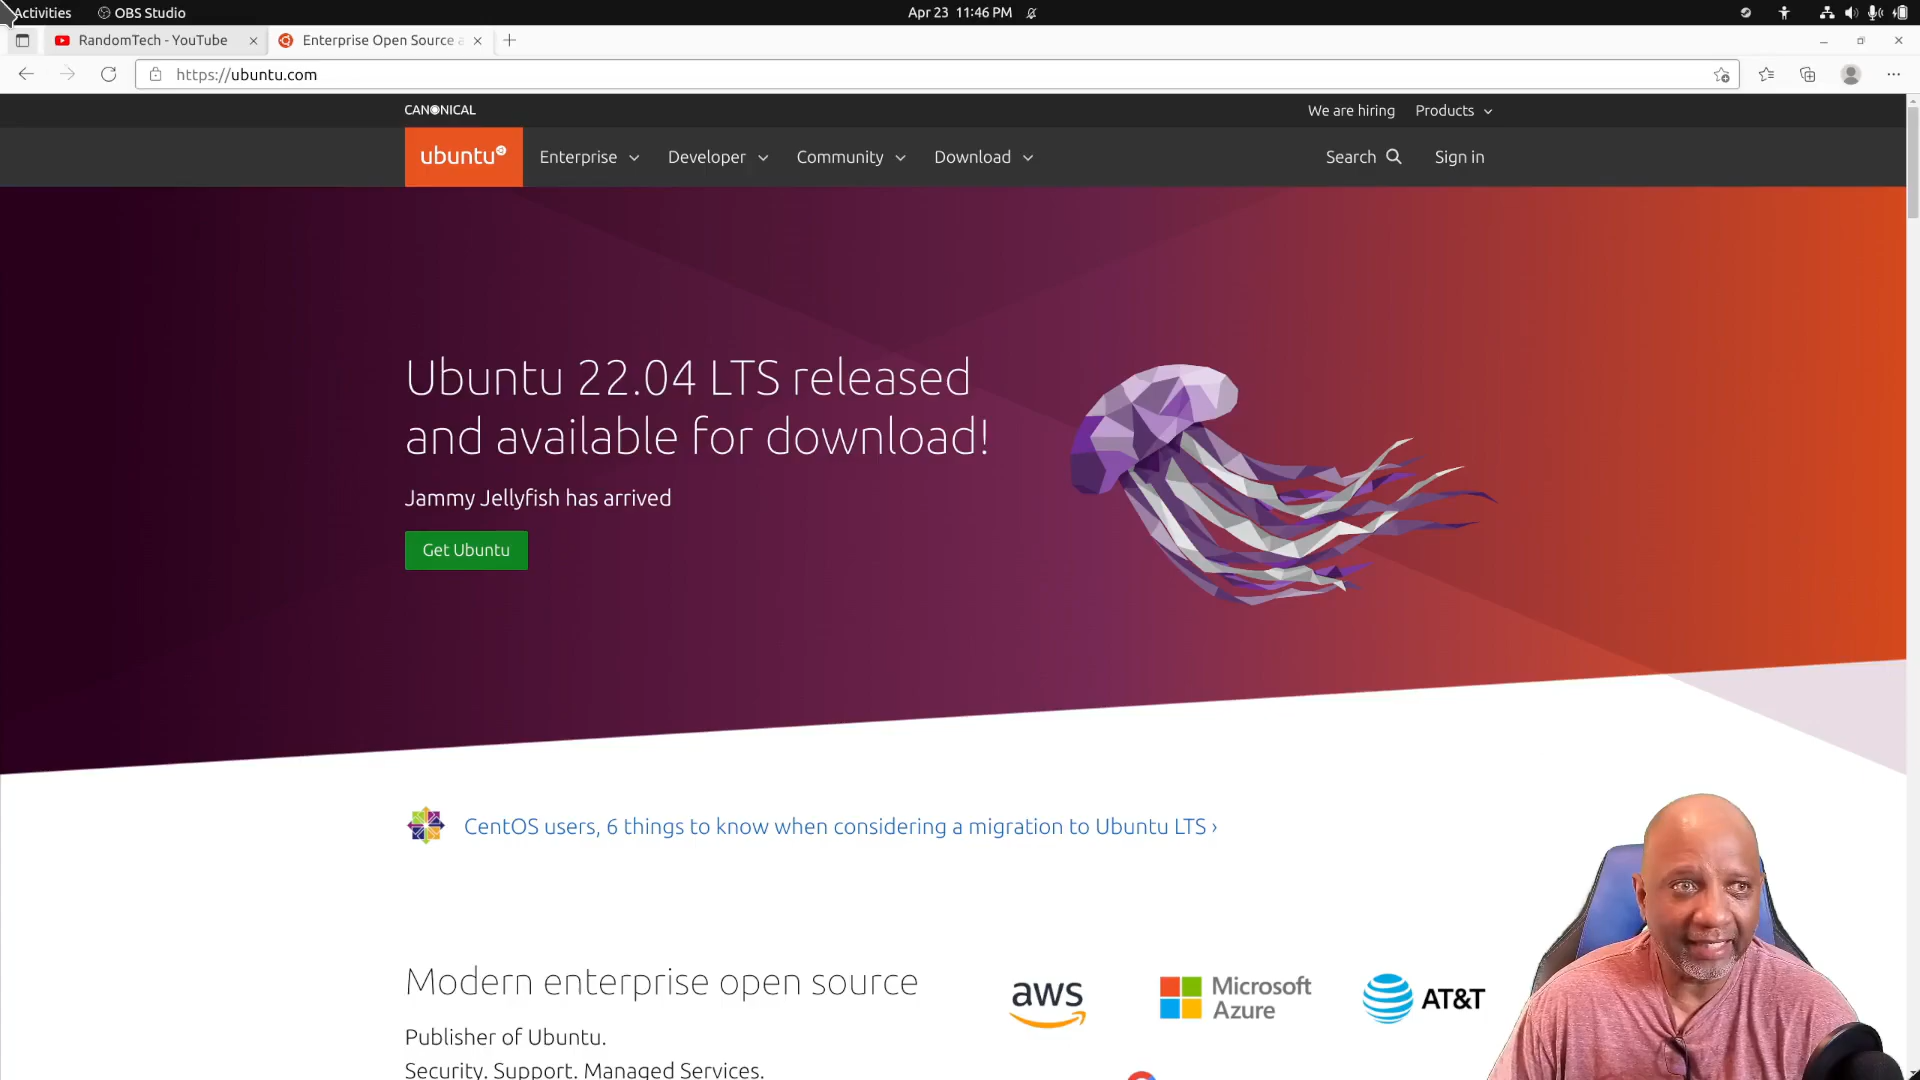 Activities
OBS Studio
Apr 23 11:46 PM
RandomTech - YouTube
Enterprise Open Source a
https://ubuntu.com
CANONICAL
We are hiring
Products
ubuntu
Enterprise
Developer
Community
Download
Search
Sign in
Ubuntu 22.04 LTS released
and available for download!
Jammy Jellyfish has arrived
Get Ubuntu
CentOS users, 6 things to know when considering a migration to Ubuntu LTS ›
Modern enterprise open source
aws
Microsoft
Azure
AT&T
Publisher of Ubuntu.
Security. Support. Managed Services.